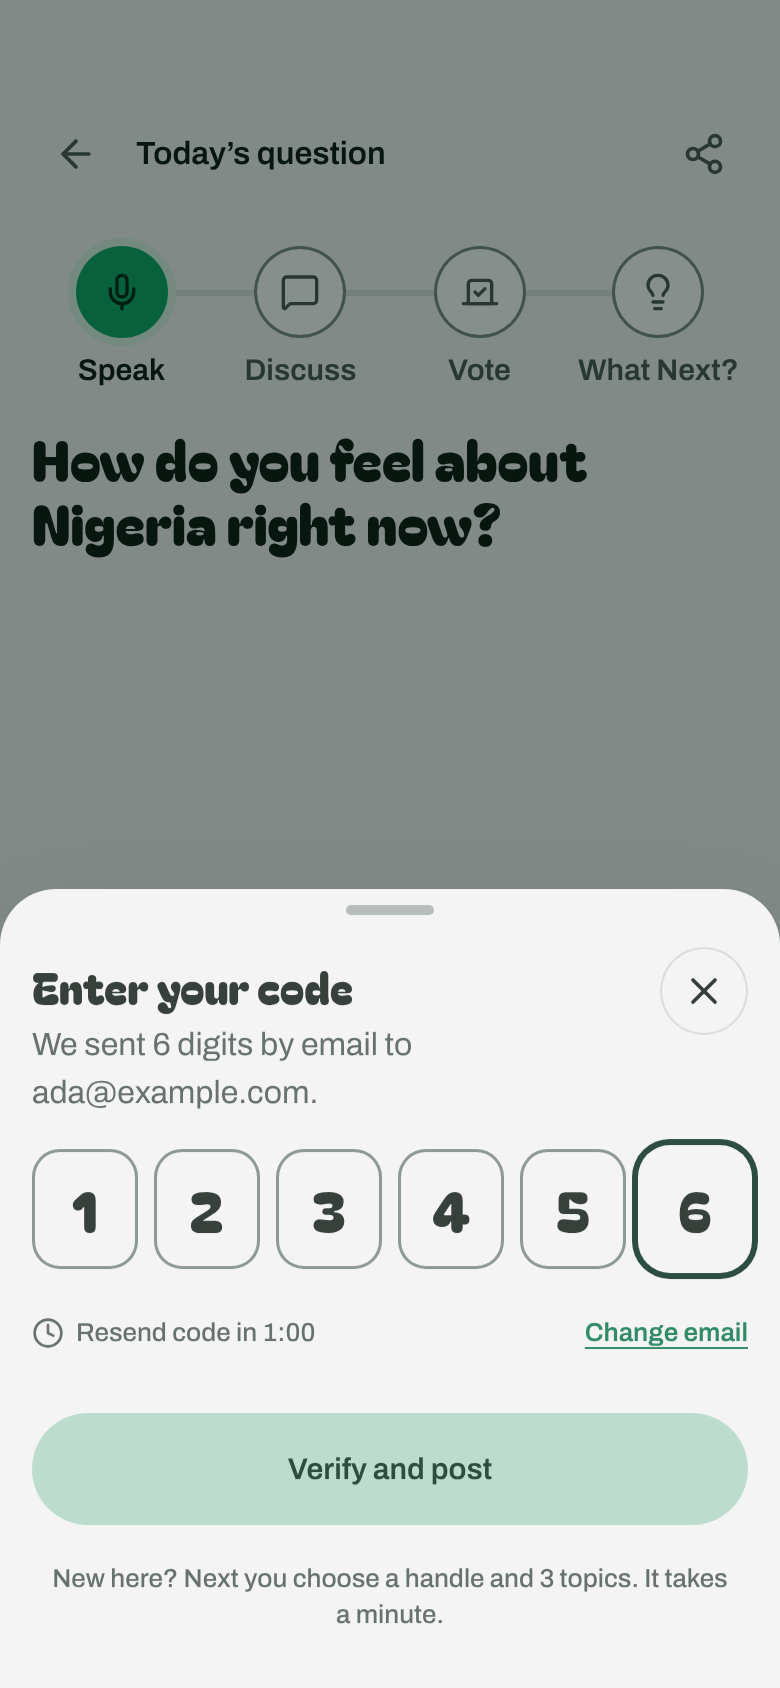 Today’s question
Speak
Discuss
Vote
What Next?
How do you feel about
Nigeria right now?
Enter your code
We sent 6 digits by email to
ada@example.com.
1 2 3 4 5 6
Resend code in 1:00
Change email
Verify and post
New here? Next you choose a handle and 3 topics. It takes
a minute.